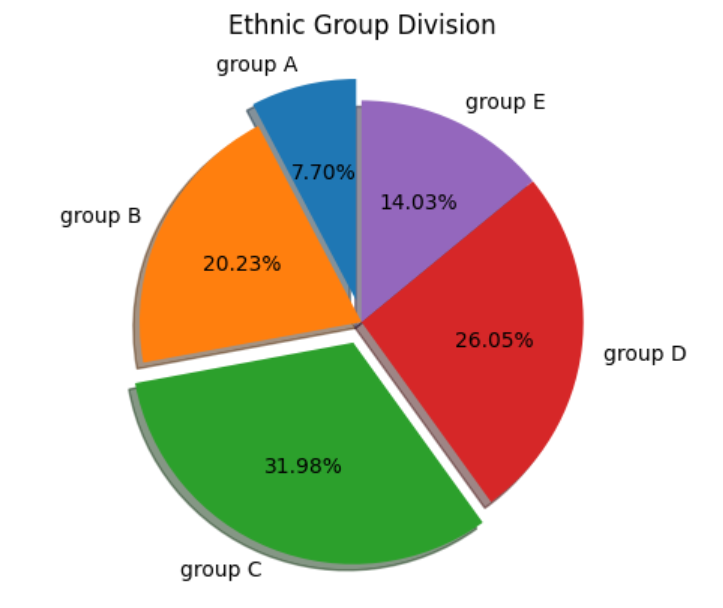 Ethnic Group Division
group A
group E
7.70%
14.03%
group B
20.23%
26.05%
group D
31.98%
group C